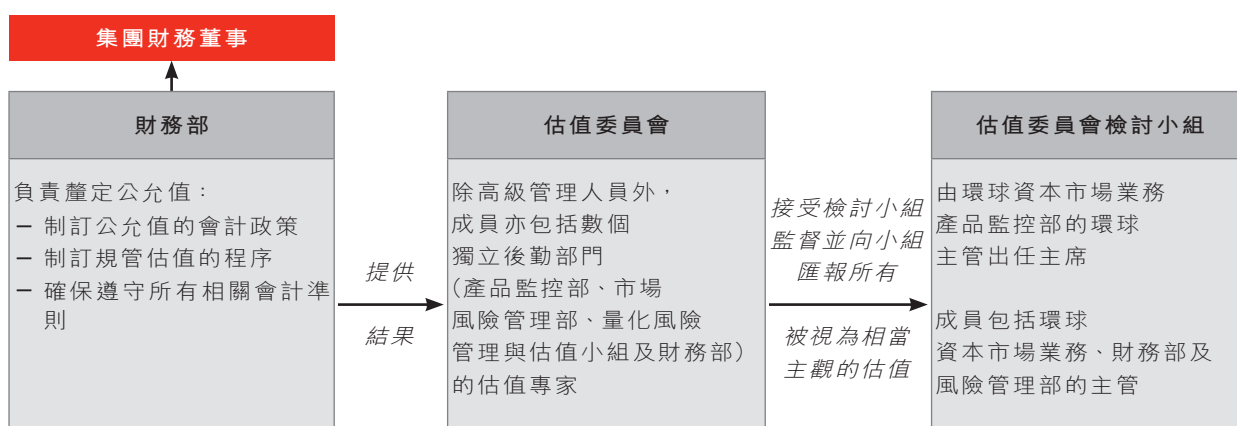 集團財務董事
財務部
負責釐定公允值：
— 制訂公允值的會計政策
— 制訂規管估值的程序
— 確保遵守所有相關會計準
則
提供
結果
估值委員會
除高級管理人員外，
成員亦包括數個
獨立後勤部門
(產品監控部、市場
風險管理部、量化風險
管理與估值小組及財務部)
的估值專家
接受檢討小組
監督並向小組
匯報所有
被視為相當
主觀的估值
估值委員會檢討小組
由環球資本市場業務
產品監控部的環球
主管出任主席
成員包括環球
資本市場業務、財務部及
風險管理部的主管